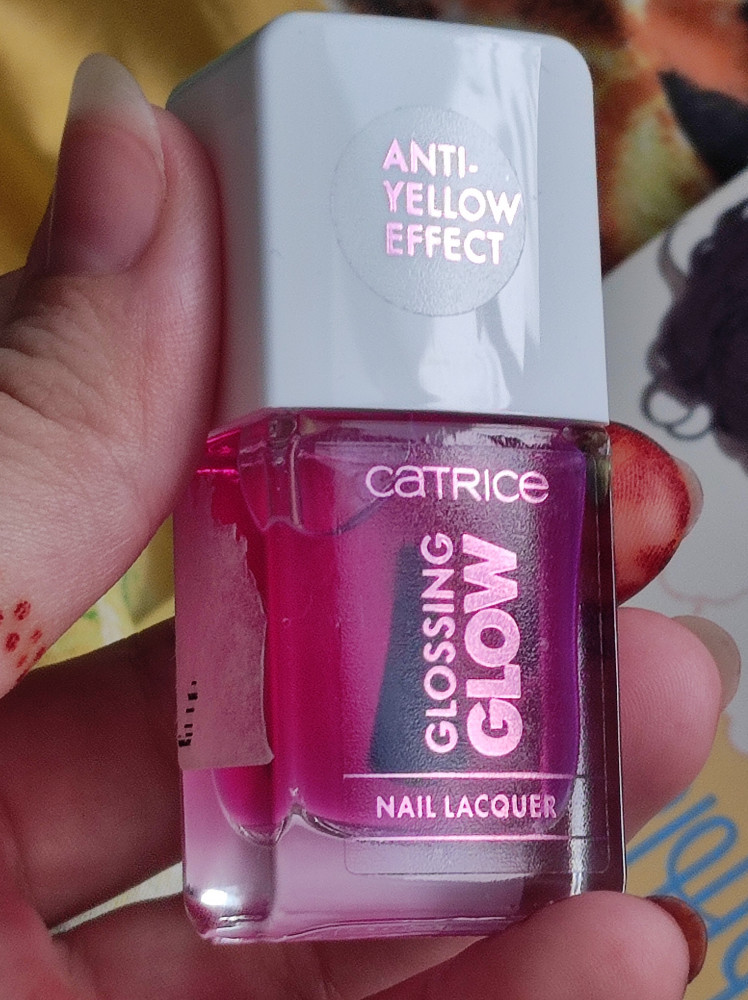 ANTI-
YELLOW
EFFECT
CATRICE
GLOSSING
GLOW
NAIL LACQUER